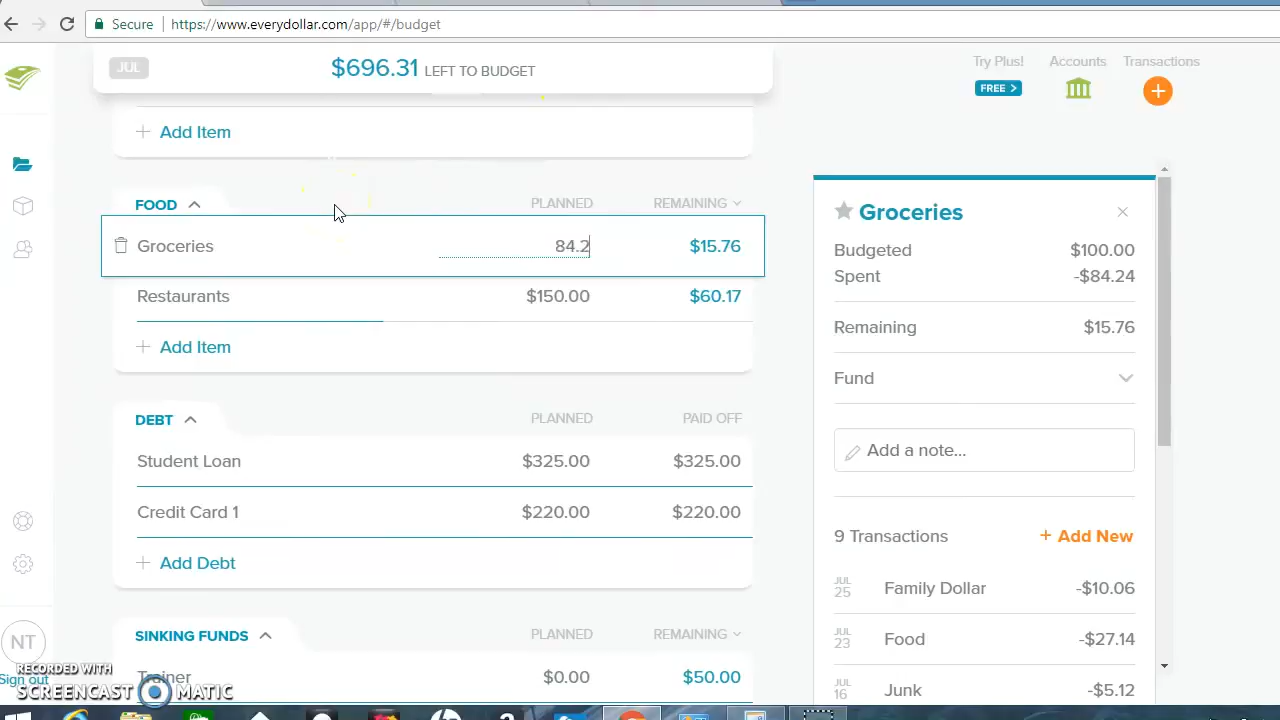 Secure https://www.everydollar.com/app/#/budget
JUL
$696.31 LEFT TO BUDGET
Try Plus! Accounts Transactions
FREE >
+ Add Item
FOOD PLANNED REMAINING
Groceries 84.2 $15.76
Restaurants $150.00 $60.17
+ Add Item
DEBT PLANNED PAID OFF
Student Loan $325.00 $325.00
Credit Card 1 $220.00 $220.00
+ Add Debt
SINKING FUNDS PLANNED REMAINING
Trainer $0.00 $50.00
Groceries
Budgeted $100.00
Spent -$84.24
Remaining $15.76
Fund
Add a note...
9 Transactions + Add New
JUL 25 Family Dollar -$10.06
JUL 23 Food -$27.14
JUL 16 Junk -$5.12
NT
Sign out
RECORDED WITH
SCREENCAST MATIC